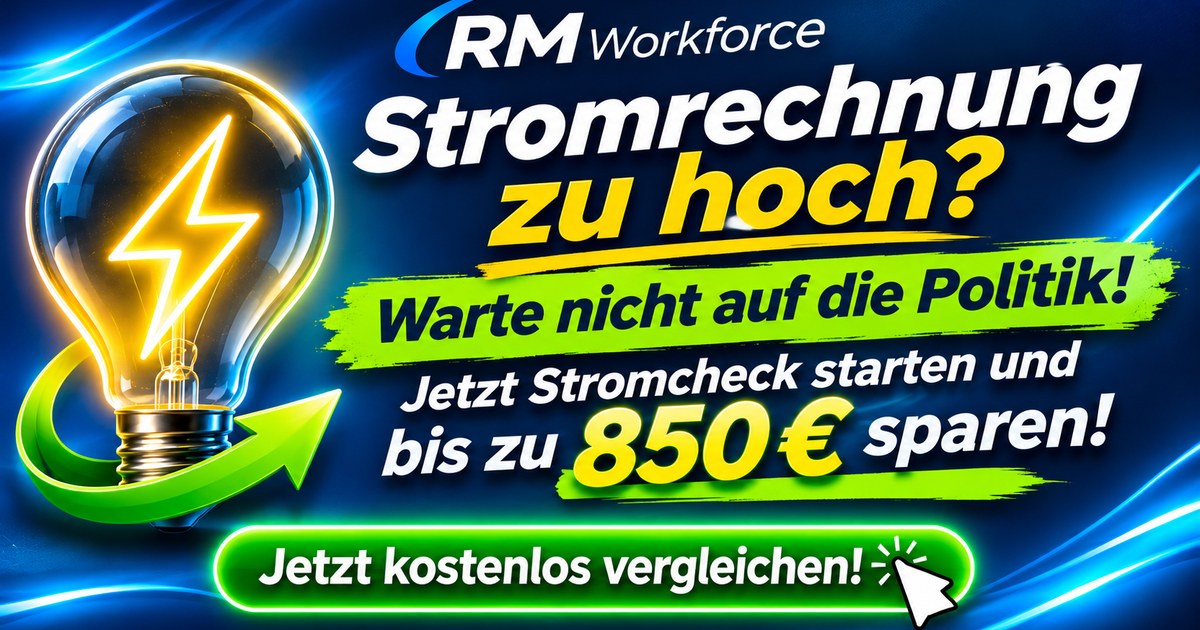 RM Workforce
Stromrechnung
zu hoch?
Warte nicht auf die Politik!
Jetzt Stromcheck starten und
bis zu 850 € sparen!
Jetzt kostenlos vergleichen!